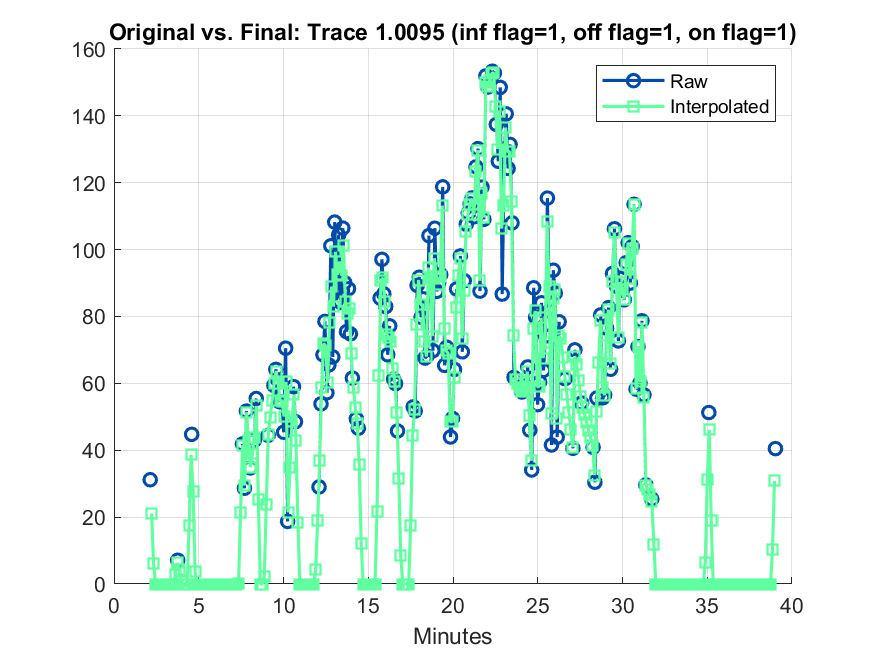 Original vs. Final: Trace 1.0095 (inf flag=1, off flag=1, on flag=1)
160
140
120
100
80
60
40
20
0
Raw
Interpolated
0 5 10 15 20 25 30 35 40
Minutes